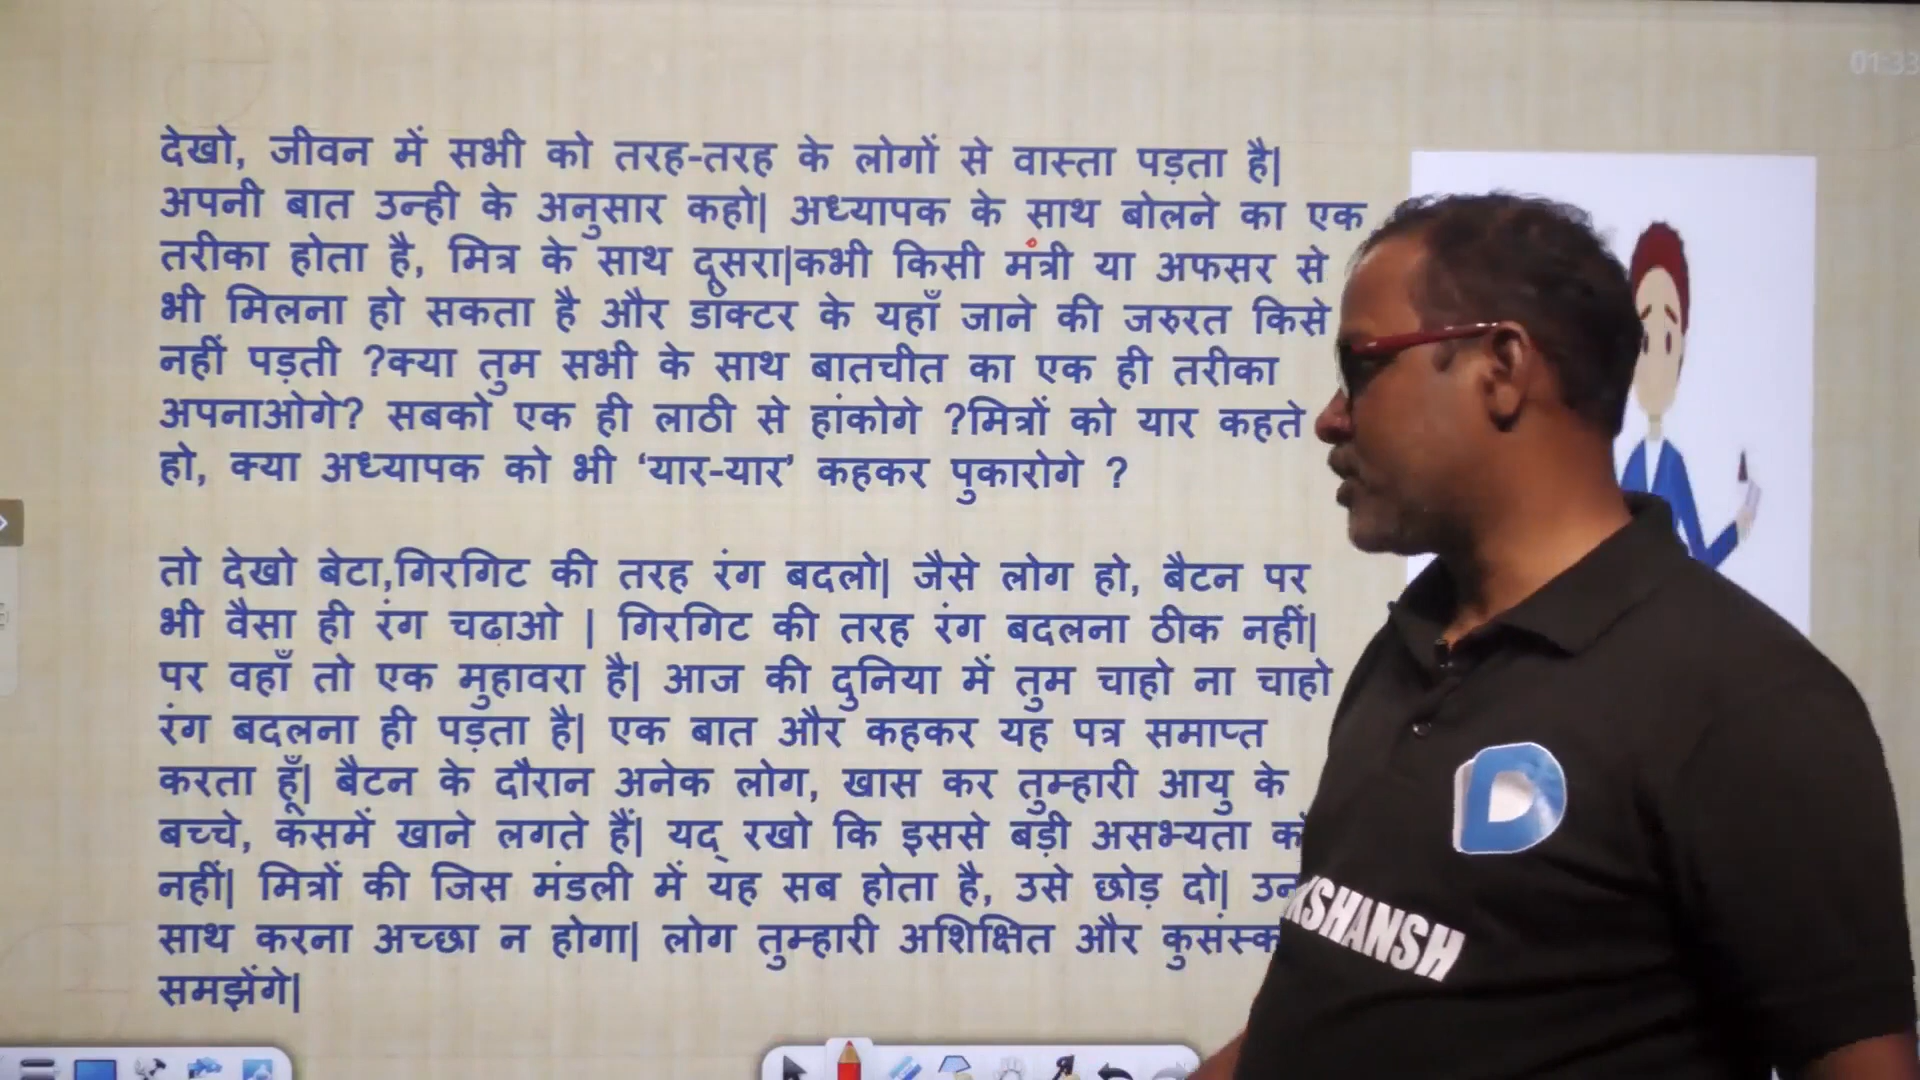 01:33
देखो, जीवन में सभी को तरह-तरह के लोगों से वास्ता पड़ता है|
अपनी बात उन्ही के अनुसार कहो| अध्यापक के साथ बोलने का एक
तरीका होता है, मित्र के साथ दूसरा|कभी किसी मंत्री या अफसर से
भी मिलना हो सकता है और डॉक्टर के यहाँ जाने की जरुरत किसे
नहीं पड़ती ?क्या तुम सभी के साथ बातचीत का एक ही तरीका
अपनाओगे? सबको एक ही लाठी से हांकोगे ?मित्रों को यार कहते
हो, क्या अध्यापक को भी ‘यार-यार’ कहकर पुकारोगे ?
तो देखो बेटा,गिरगिट की तरह रंग बदलो| जैसे लोग हो, बैटन पर
भी वैसा ही रंग चढाओ | गिरगिट की तरह रंग बदलना ठीक नहीं|
पर वहाँ तो एक मुहावरा है| आज की दुनिया में तुम चाहो ना चाहो
रंग बदलना ही पड़ता है| एक बात और कहकर यह पत्र समाप्त
करता हूँ| बैटन के दौरान अनेक लोग, खास कर तुम्हारी आयु के
बच्चे, कसमें खाने लगते हैं| यद् रखो कि इससे बड़ी असभ्यता
नहीं| मित्रों की जिस मंडली में यह सब होता है, उसे छोड़ दो|
साथ करना अच्छा न होगा| लोग तुम्हारी अशिक्षित और
समझेंगे|
D
KSHANSH